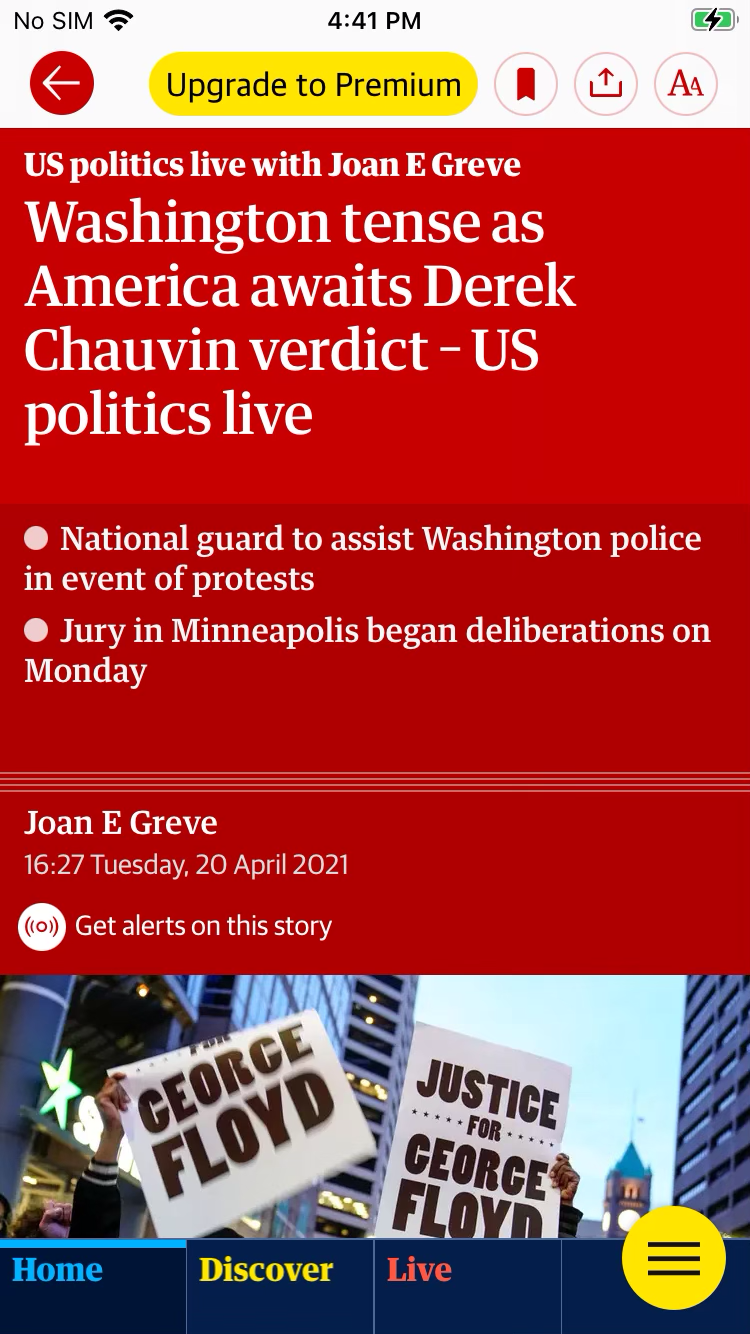 No SIM 4:41 PM
Upgrade to Premium AA
US politics live with Joan E Greve
Washington tense as
America awaits Derek
Chauvin verdict – US
politics live
National guard to assist Washington police
in event of protests
Jury in Minneapolis began deliberations on
Monday
Joan E Greve
16:27 Tuesday, 20 April 2021
Get alerts on this story
FOR
GEORGE
FLOYD
JUSTICE
FOR
GEORGE
FLOYD
Home Discover Live